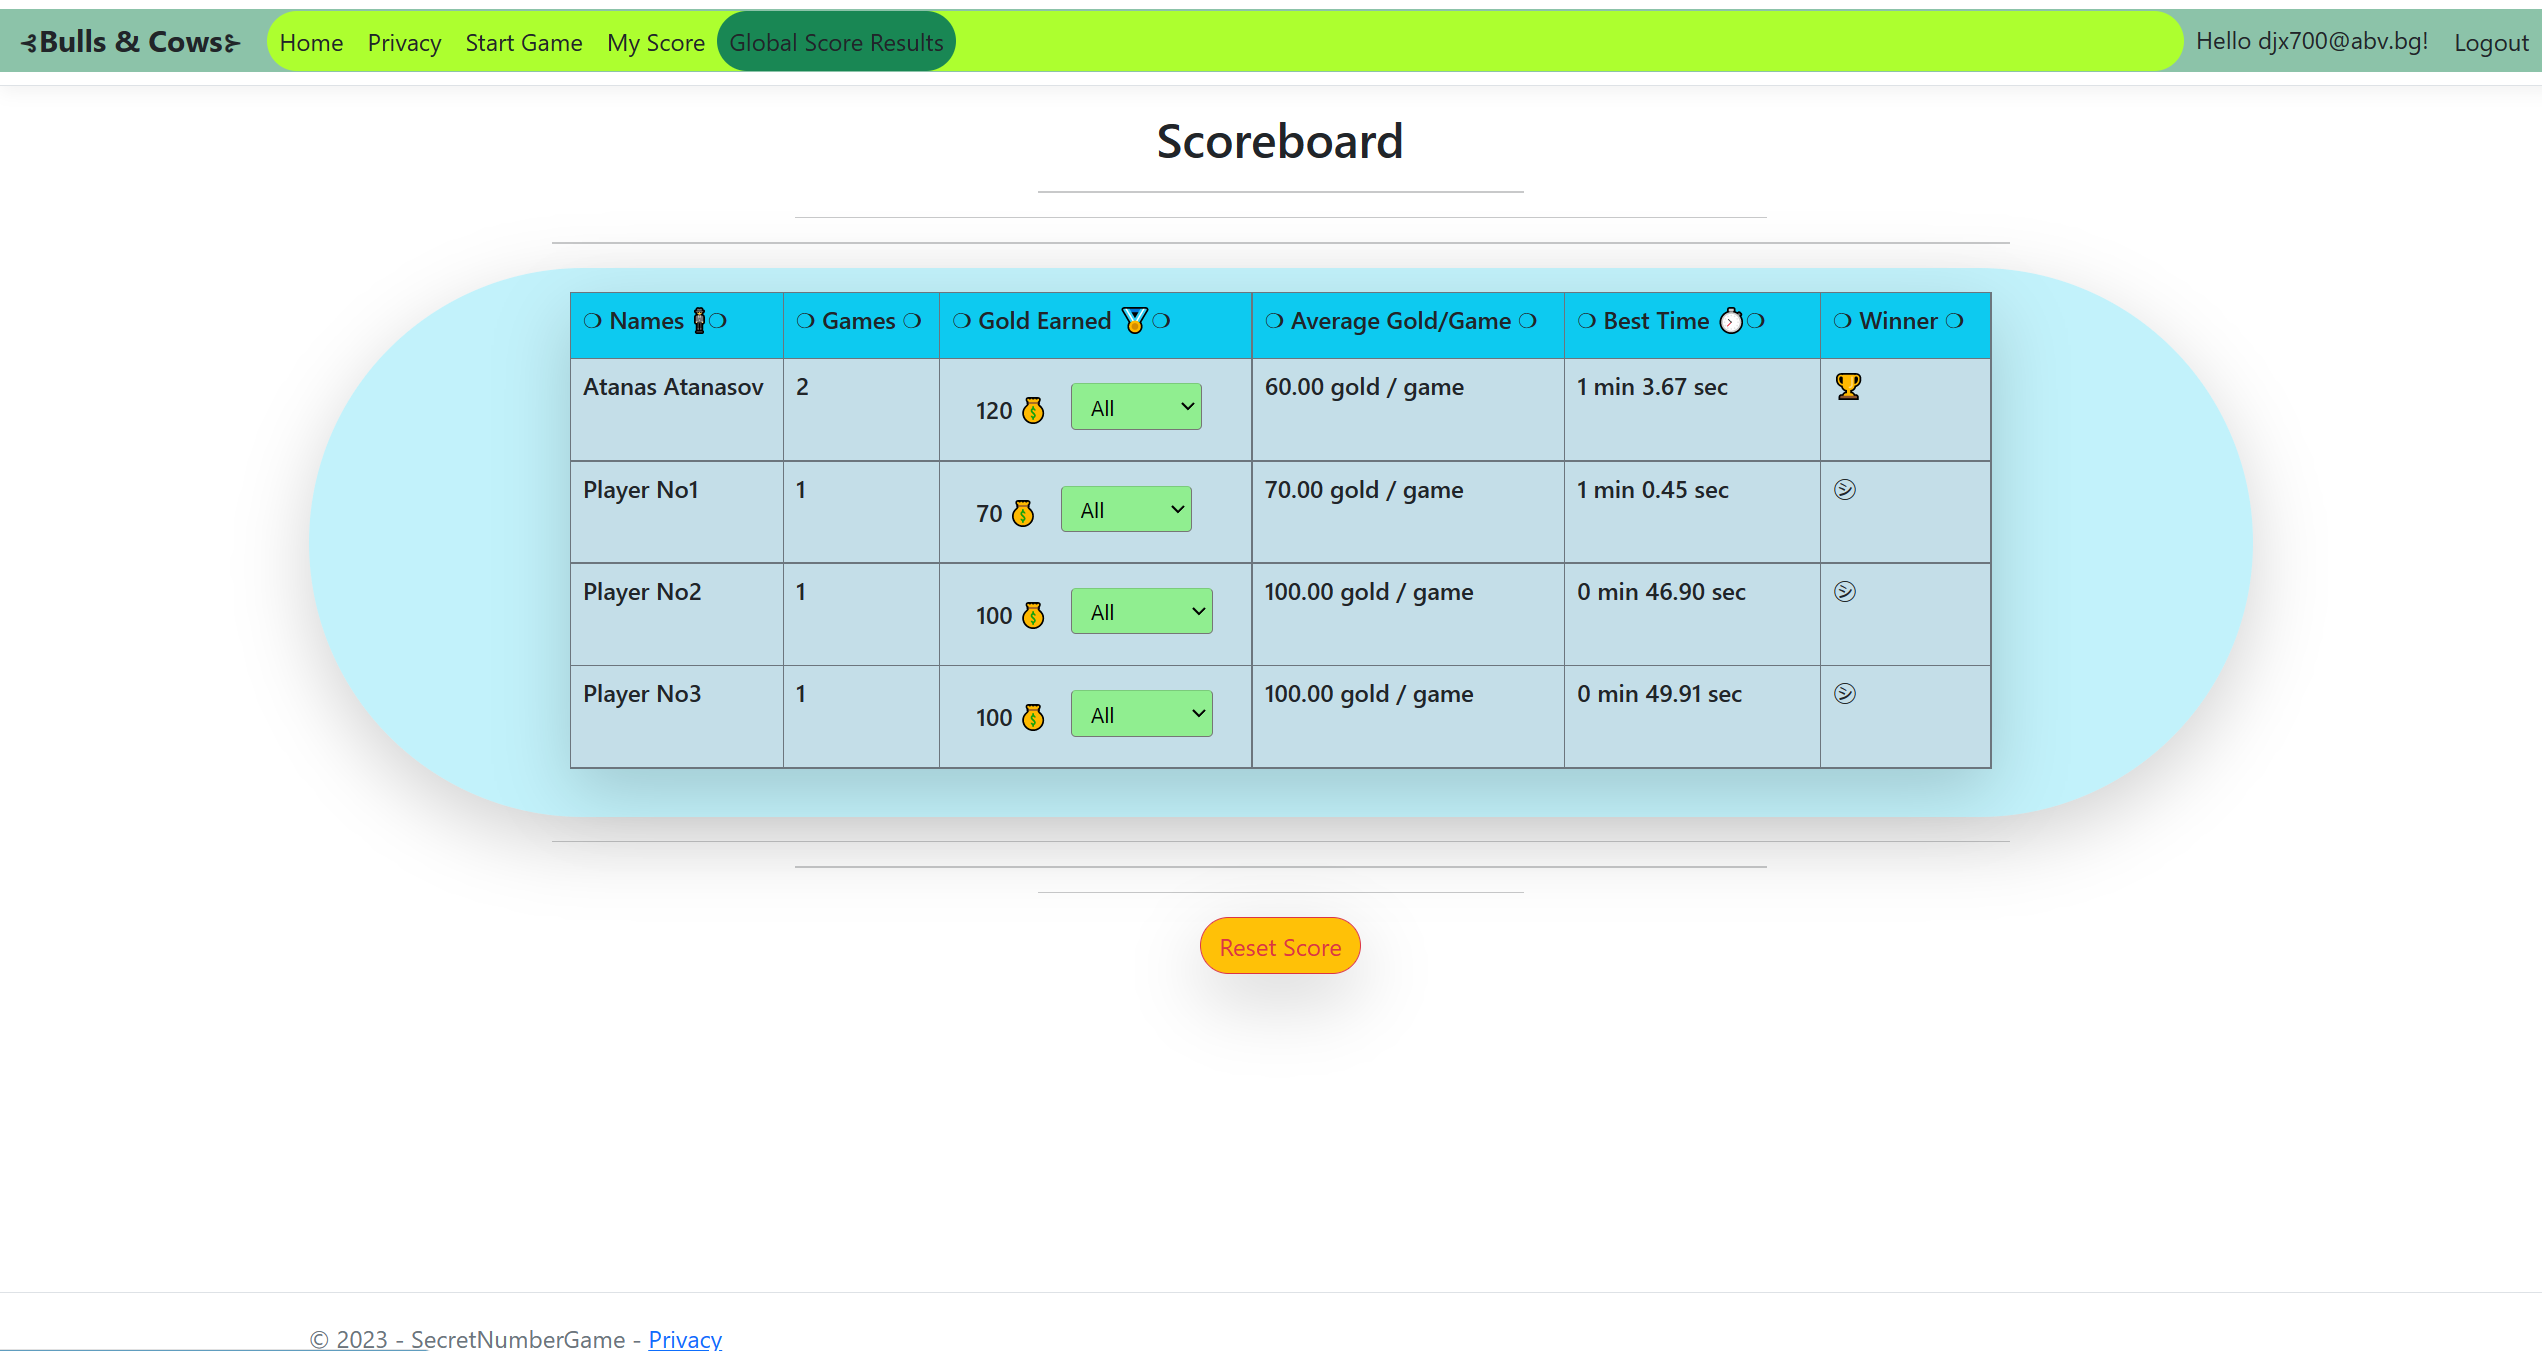 ⊰Bulls & Cows⊱ Home Privacy Start Game My Score Global Score Results Hello djx700@abv.bg! Logout
Scoreboard
❍ Names 🧍❍ ❍ Games ❍ ❍ Gold Earned 🏅❍ ❍ Average Gold/Game ❍ ❍ Best Time ⏱❍ ❍ Winner ❍
Atanas Atanasov 2 120 💰 All 60.00 gold / game 1 min 3.67 sec 🏆
Player No1 1 70 💰 All 70.00 gold / game 1 min 0.45 sec ㋛
Player No2 1 100 💰 All 100.00 gold / game 0 min 46.90 sec ㋛
Player No3 1 100 💰 All 100.00 gold / game 0 min 49.91 sec ㋛
Reset Score
© 2023 - SecretNumberGame - Privacy